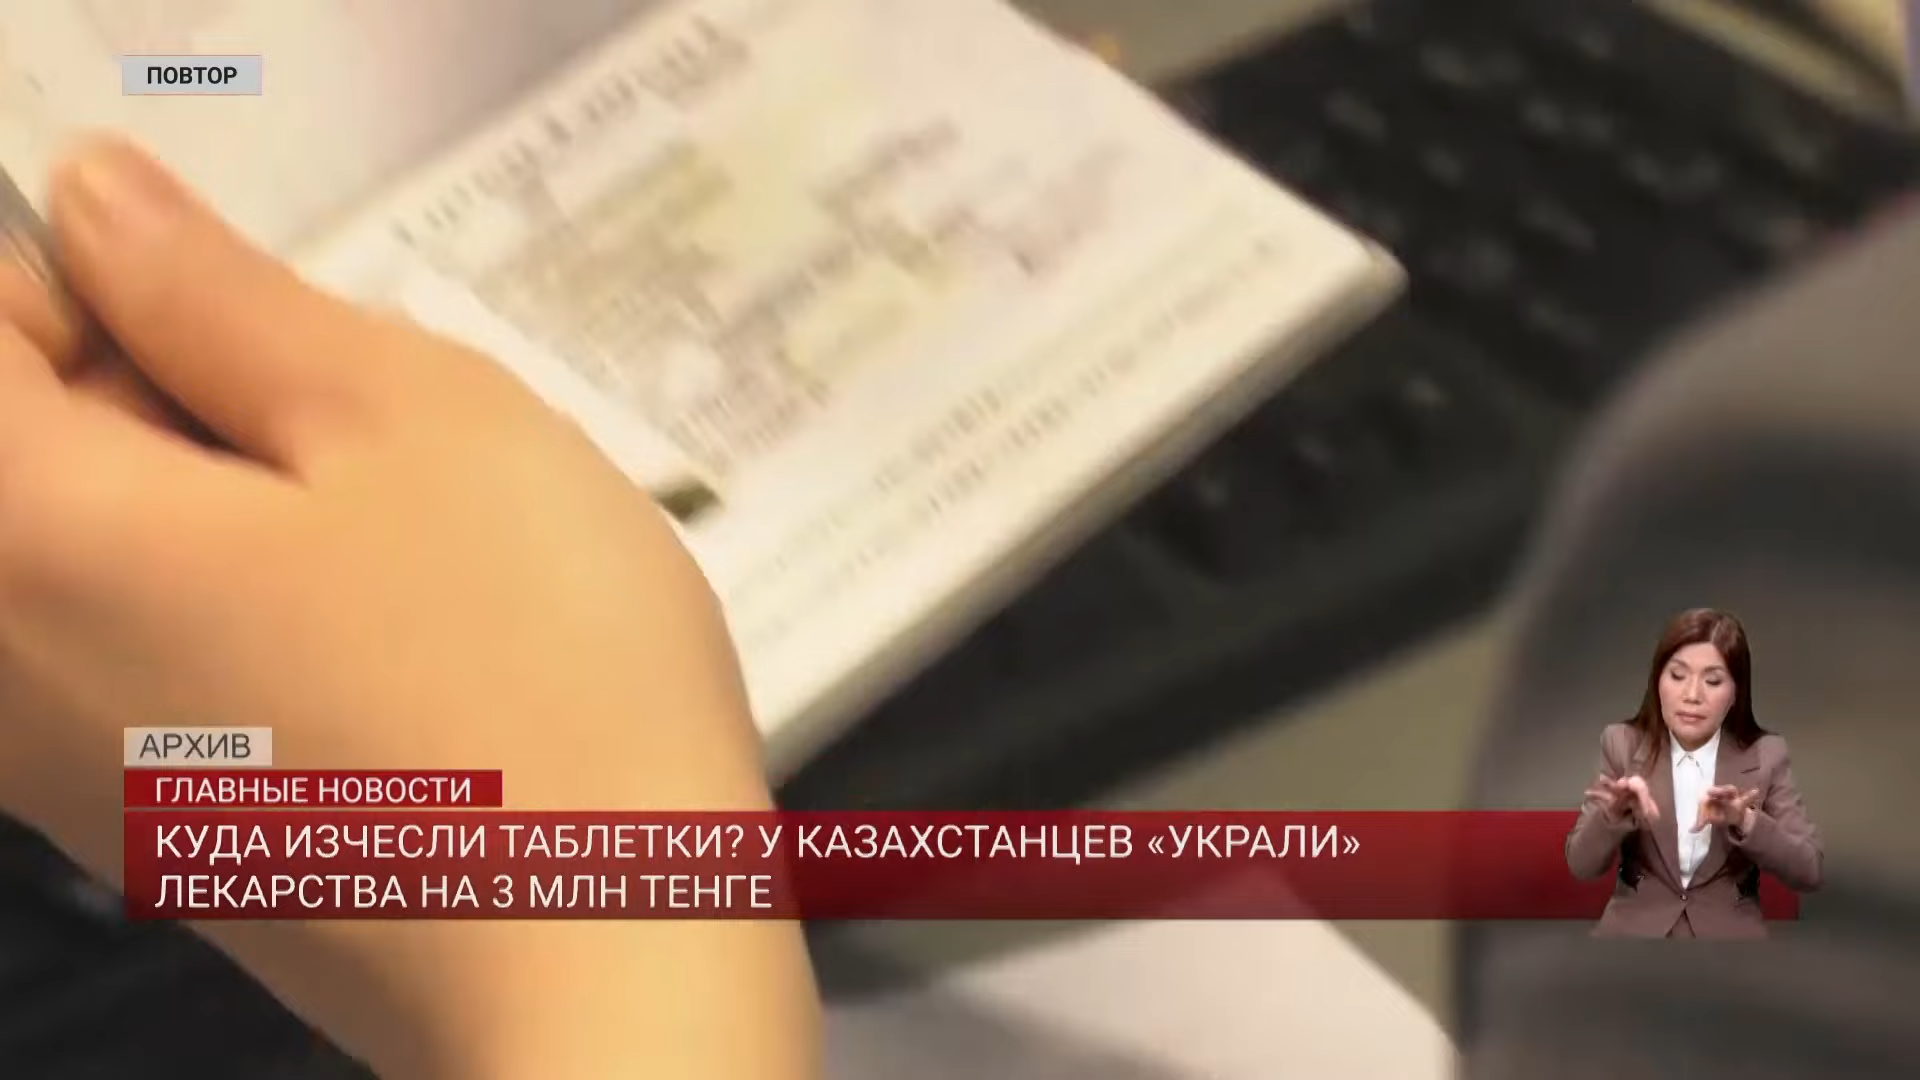 ПОВТОР
АРХИВ
ГЛАВНЫЕ НОВОСТИ
КУДА ИЗЧЕСЛИ ТАБЛЕТКИ? У КАЗАХСТАНЦЕВ «УКРАЛИ»
ЛЕКАРСТВА НА 3 МЛН ТЕНГЕ